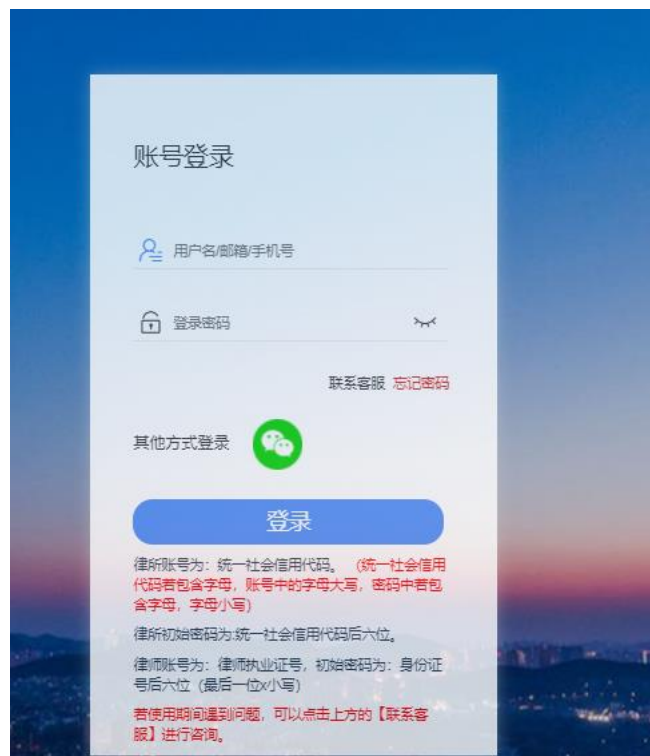 账号登录
用户名/邮箱/手机号
登录密码
联系客服 忘记密码
其他方式登录
登录
律所账号为：统一社会信用代码。（统一社会信用
代码若包含字母，账号中的字母大写，密码中若包
含字母，字母小写）
律所初始密码为:统一社会信用代码后六位。
律师账号为：律师执业证号，初始密码为：身份证
号后六位（最后一位x小写）
若使用期间遇到问题，可以点击上方的【联系客
服】进行咨询。